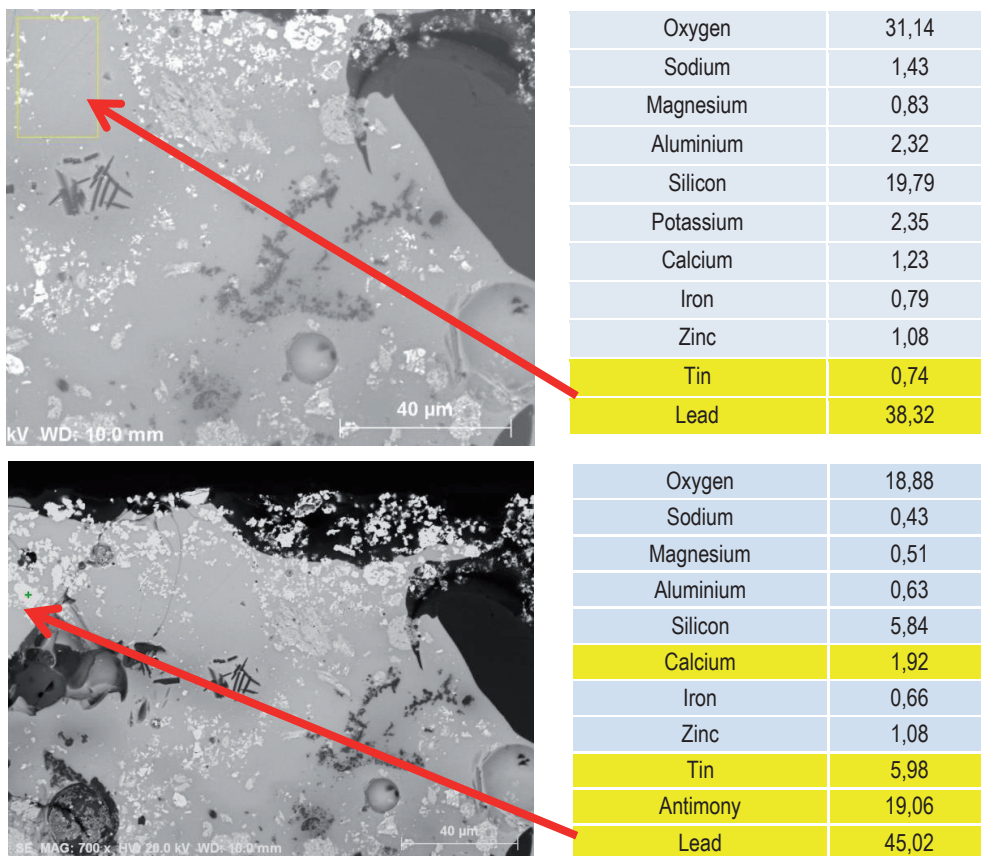 Oxygen 31,14
Sodium 1,43
Magnesium 0,83
Aluminium 2,32
Silicon 19,79
Potassium 2,35
Calcium 1,23
Iron 0,79
Zinc 1,08
Tin 0,74
Lead 38,32
40 µm
kV WD: 10.0 mm
Oxygen 18,88
Sodium 0,43
Magnesium 0,51
Aluminium 0,63
Silicon 5,84
Calcium 1,92
Iron 0,66
Zinc 1,08
Tin 5,98
Antimony 19,06
Lead 45,02
40 µm
SE MAG: 700 x HV: 20.0 kV WD: 10.0 mm